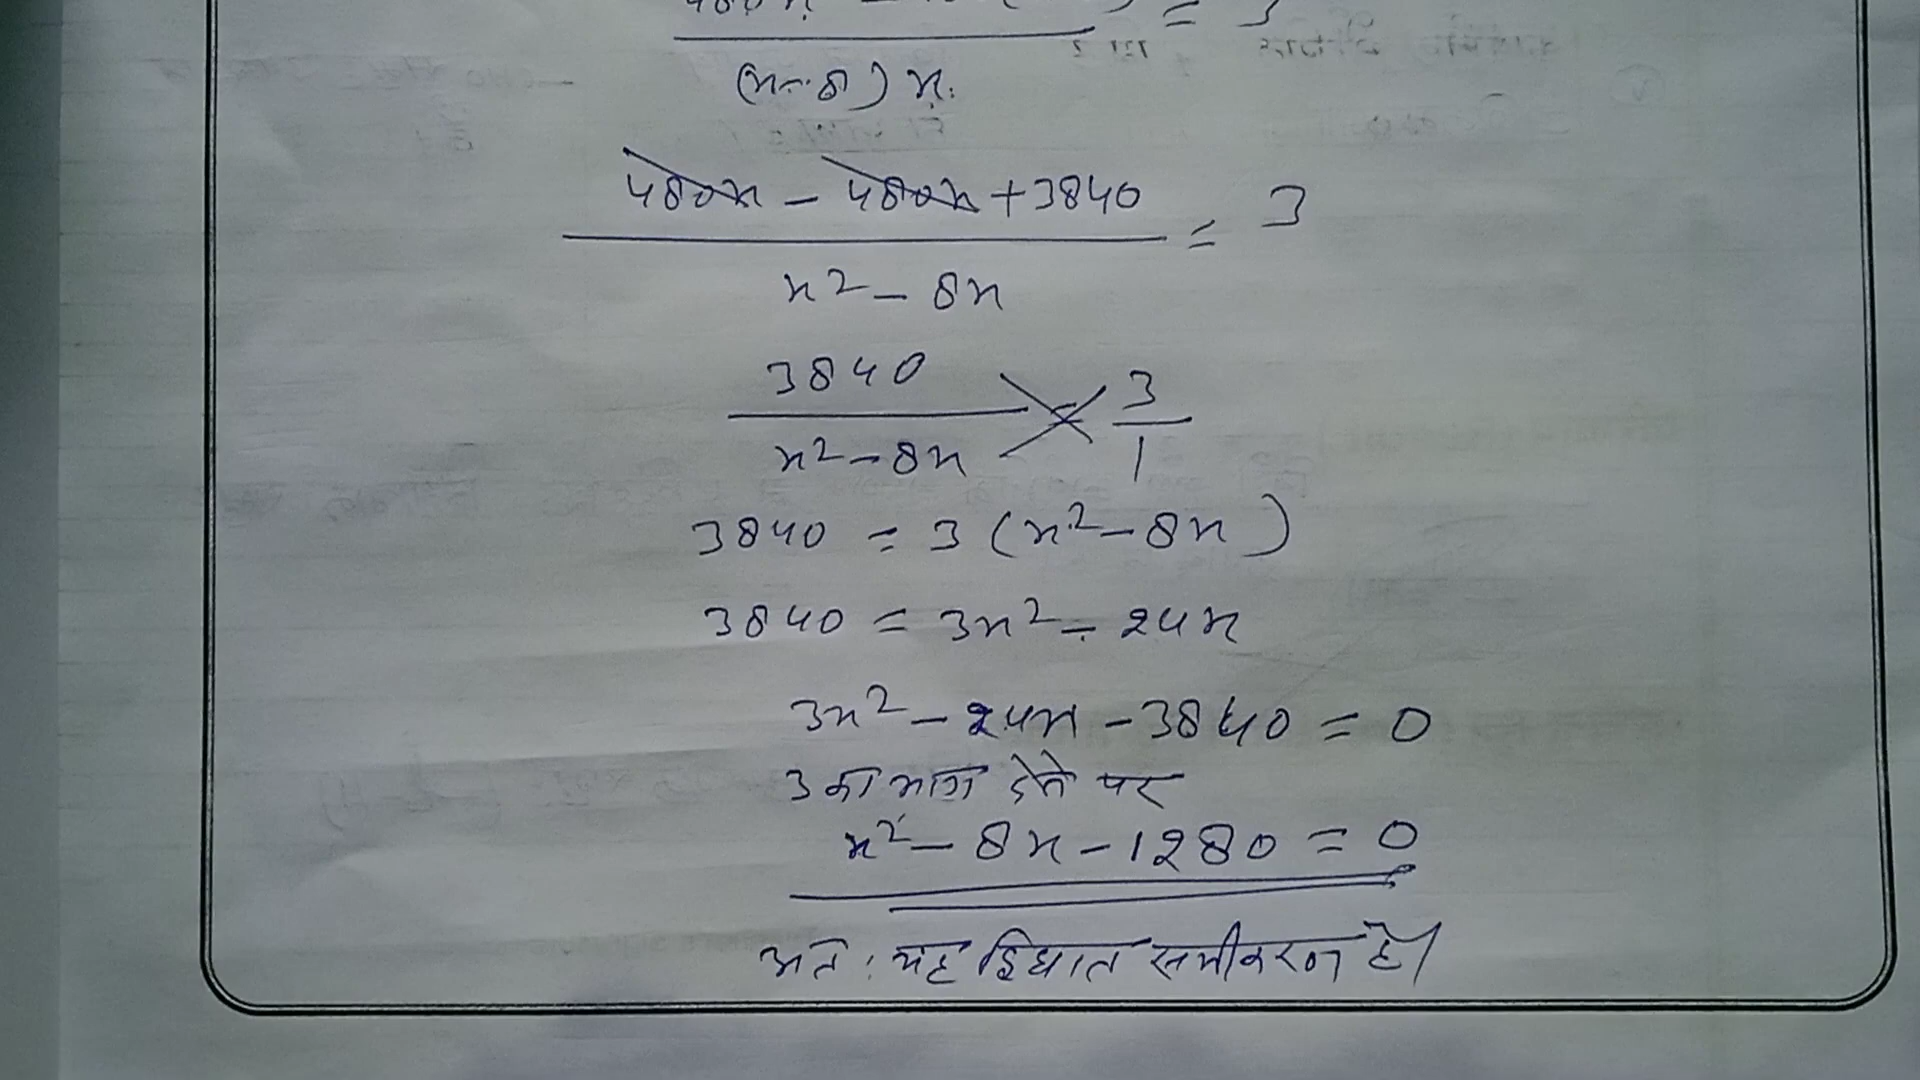 = 3
(x-8) x
480x - 480x + 3840 = 3
x² - 8x
3840 = 3
x² - 8x 1
3840 = 3 (x² - 8x)
3840 = 3x² - 24x
3x² - 24x - 3840 = 0
3 का भाग देने पर
x² - 8x - 1280 = 0
अत: यह द्विघात समीकरण है।